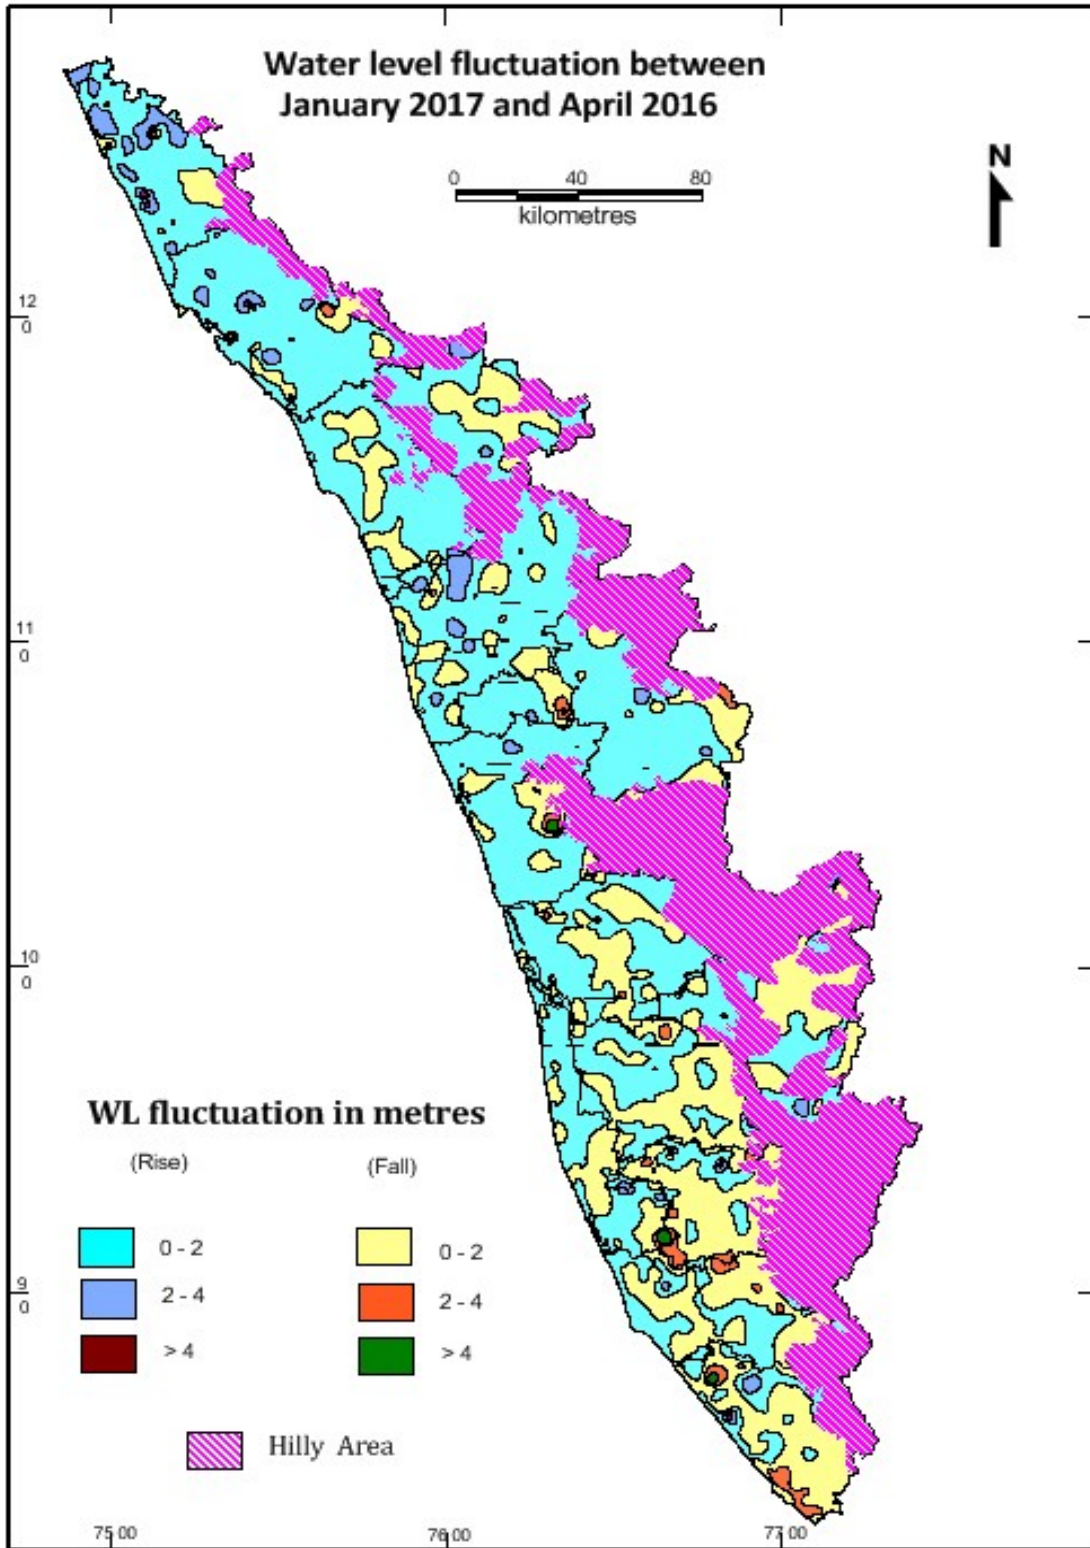 Water level fluctuation between
January 2017 and April 2016
N
0 40 80
kilometres
12
0
11
0
10
0
9
0
WL fluctuation in metres
(Rise) (Fall)
0 - 2 0 - 2
2 - 4 2 - 4
> 4 > 4
Hilly Area
75 00 76 00 77 00